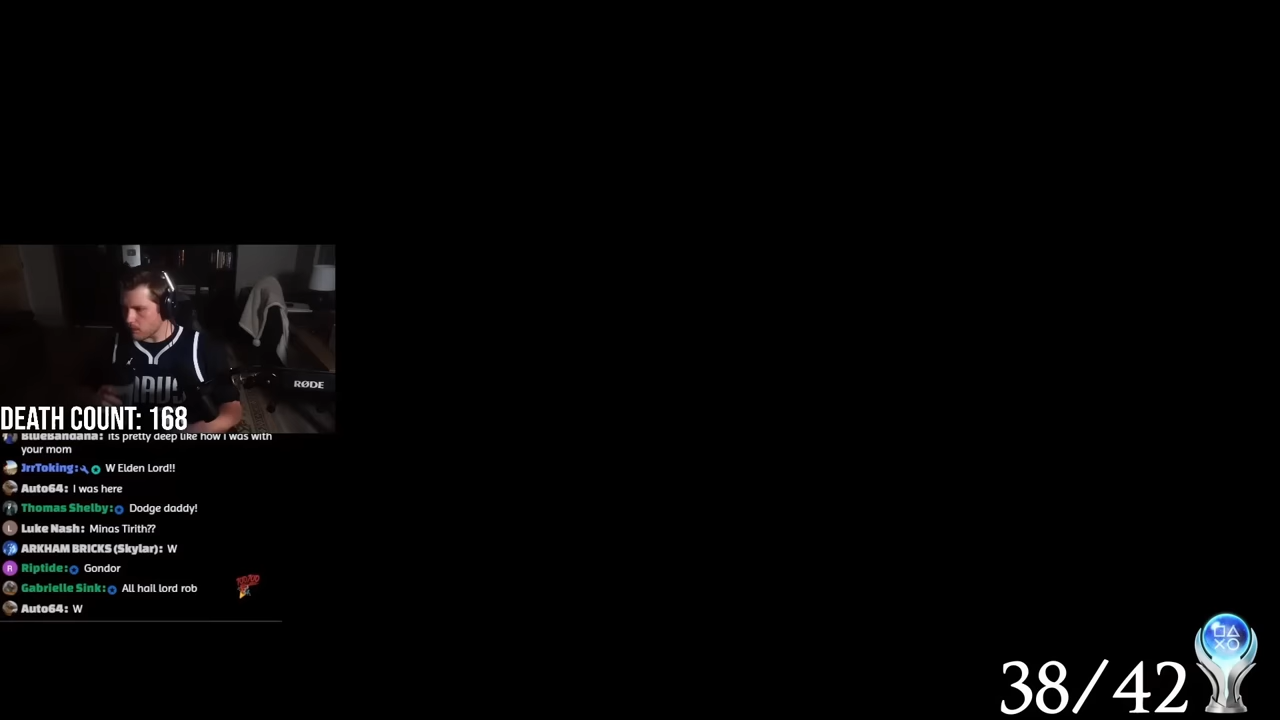 RØDE
DEATH COUNT: 168
BlueBandana: its pretty deep like how i was with
your mom
JrrToking: W Elden Lord!!
Auto64: I was here
Thomas Shelby: Dodge daddy!
Luke Nash: Minas Tirith??
ARKHAM BRICKS (Skylar): W
R Riptide: Gondor
Gabrielle Sink: All hail lord rob
Auto64: W
38/42